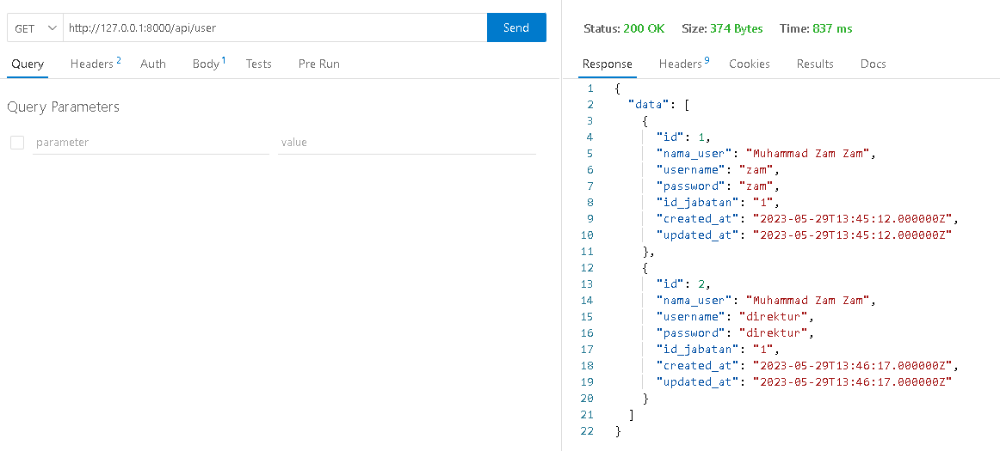 GET http://127.0.0.1:8000/api/user Send
Query Headers 2 Auth Body 1 Tests Pre Run
Query Parameters
parameter value
Status: 200 OK Size: 374 Bytes Time: 837 ms
Response Headers 9 Cookies Results Docs
1 {
2 "data": [
3 {
4 "id": 1,
5 "nama_user": "Muhammad Zam Zam",
6 "username": "zam",
7 "password": "zam",
8 "id_jabatan": "1",
9 "created_at": "2023-05-29T13:45:12.000000Z",
10 "updated_at": "2023-05-29T13:45:12.000000Z"
11 },
12 {
13 "id": 2,
14 "nama_user": "Muhammad Zam Zam",
15 "username": "direktur",
16 "password": "direktur",
17 "id_jabatan": "1",
18 "created_at": "2023-05-29T13:46:17.000000Z",
19 "updated_at": "2023-05-29T13:46:17.000000Z"
20 }
21 ]
22 }